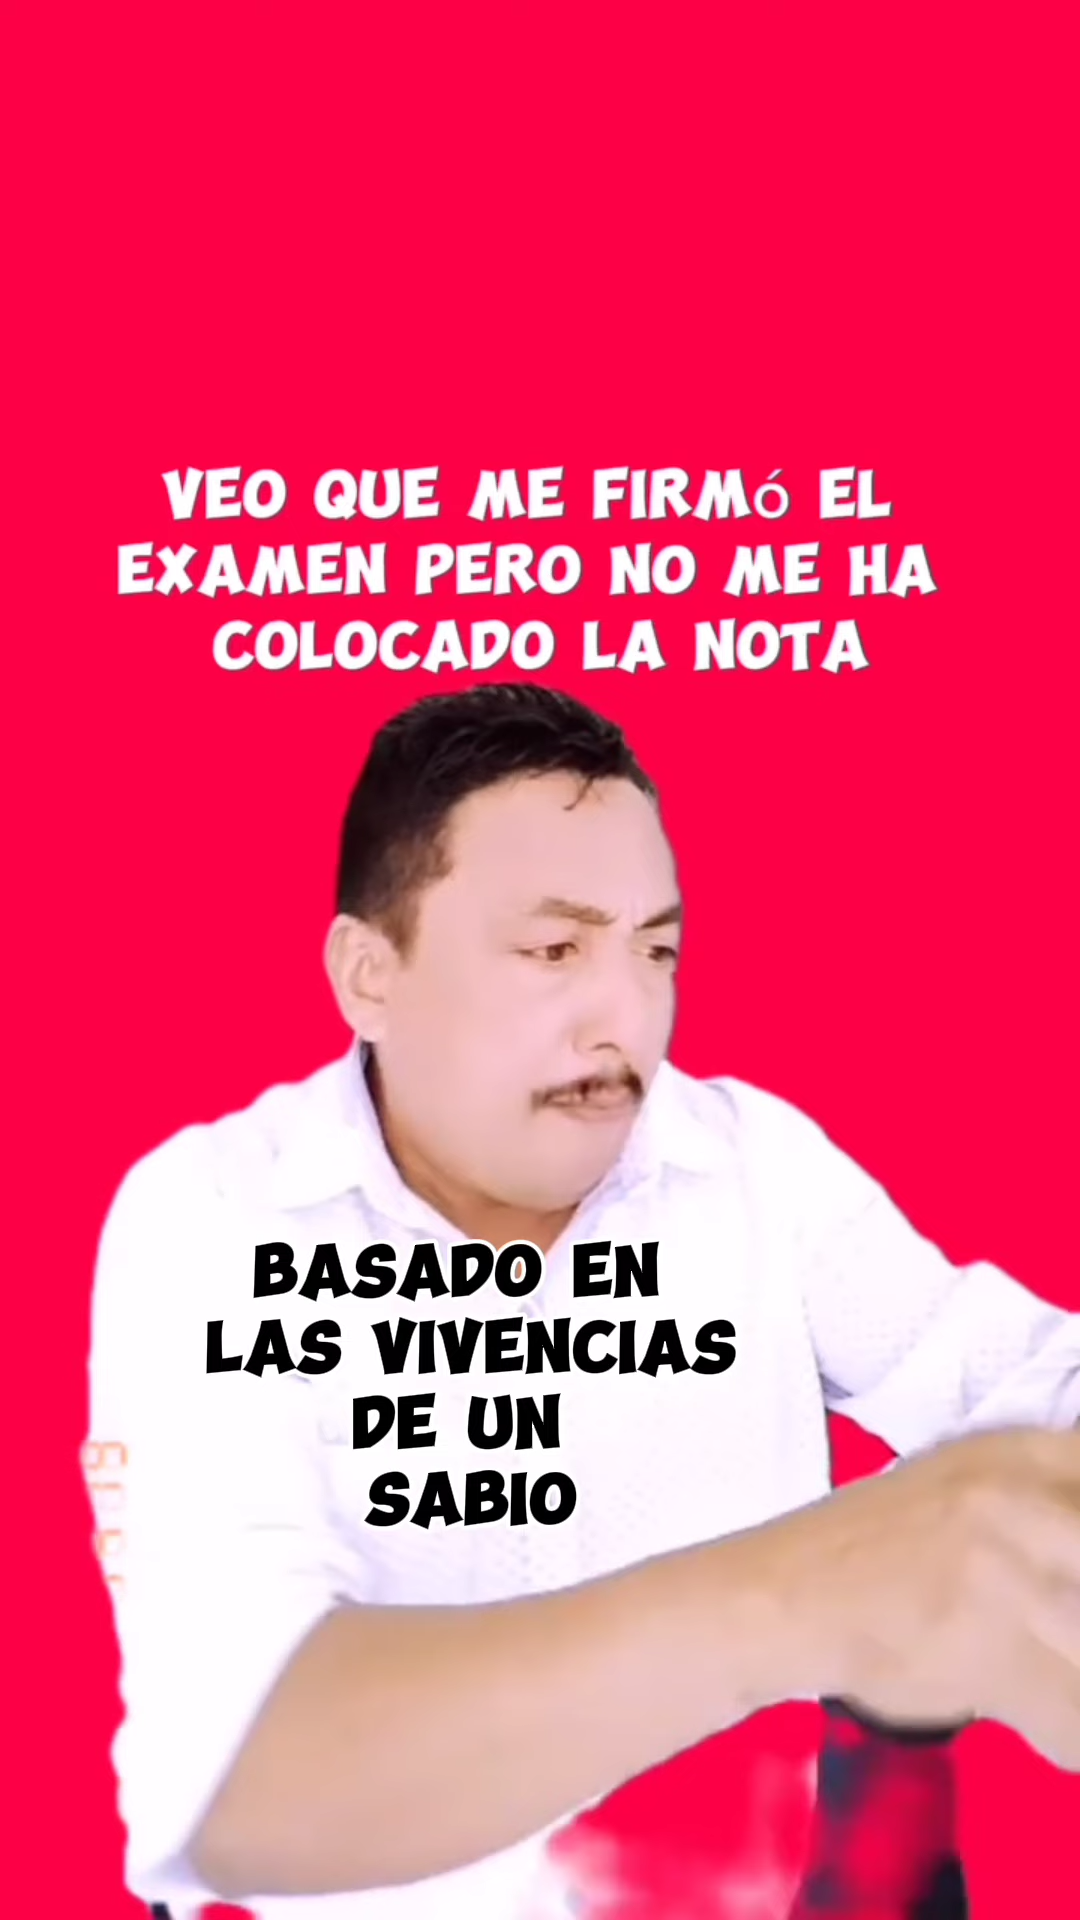 VEO QUE ME FIRMó EL
EXAMEN PERO NO ME HA
COLOCADO LA NOTA
BASADO EN
LAS VIVENCIAS
DE UN
SABIO